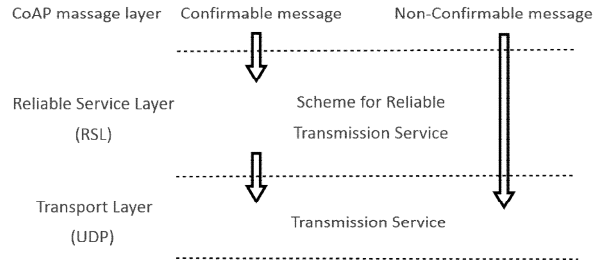 CoAP massage layer Confirmable message Non-Confirmable message
Reliable Service Layer
(RSL)
Scheme for Reliable
Transmission Service
Transport Layer
(UDP)
Transmission Service